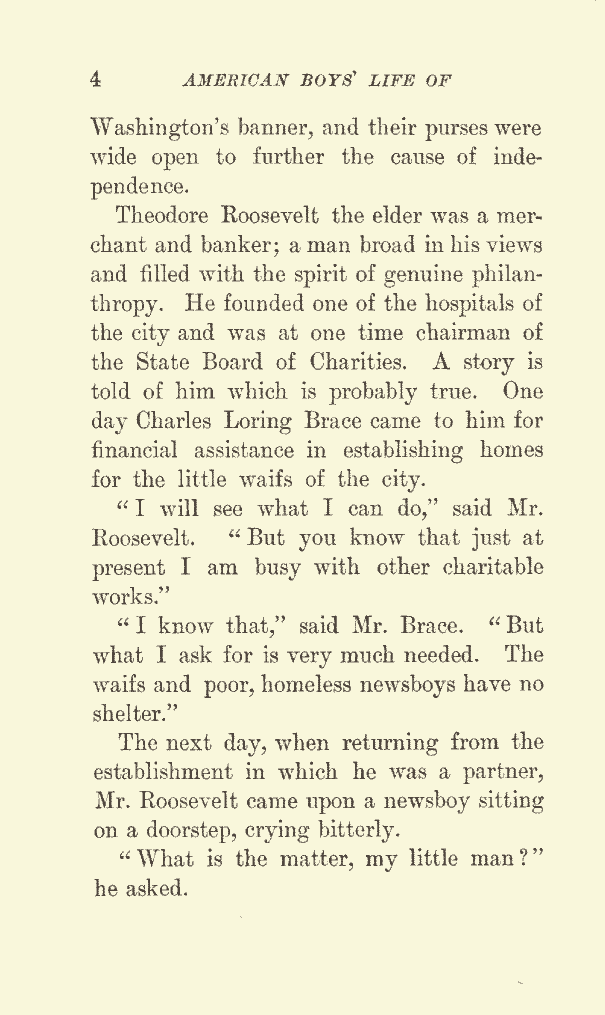 4 AMERICAN BOYS' LIFE OF
Washington's banner, and their purses were
wide open to further the cause of inde-
pendence.
Theodore Roosevelt the elder was a mer-
chant and banker; a man broad in his views
and filled with the spirit of genuine philan-
thropy. He founded one of the hospitals of
the city and was at one time chairman of
the State Board of Charities. A story is
told of him which is probably true. One
day Charles Loring Brace came to him for
financial assistance in establishing homes
for the little waifs of the city.
"I will see what I can do," said Mr.
Roosevelt. "But you know that just at
present I am busy with other charitable
works."
"I know that," said Mr. Brace. "But
what I ask for is very much needed. The
waifs and poor, homeless newsboys have no
shelter."
The next day, when returning from the
establishment in which he was a partner,
Mr. Roosevelt came upon a newsboy sitting
on a doorstep, crying bitterly.
"What is the matter, my little man?"
he asked.